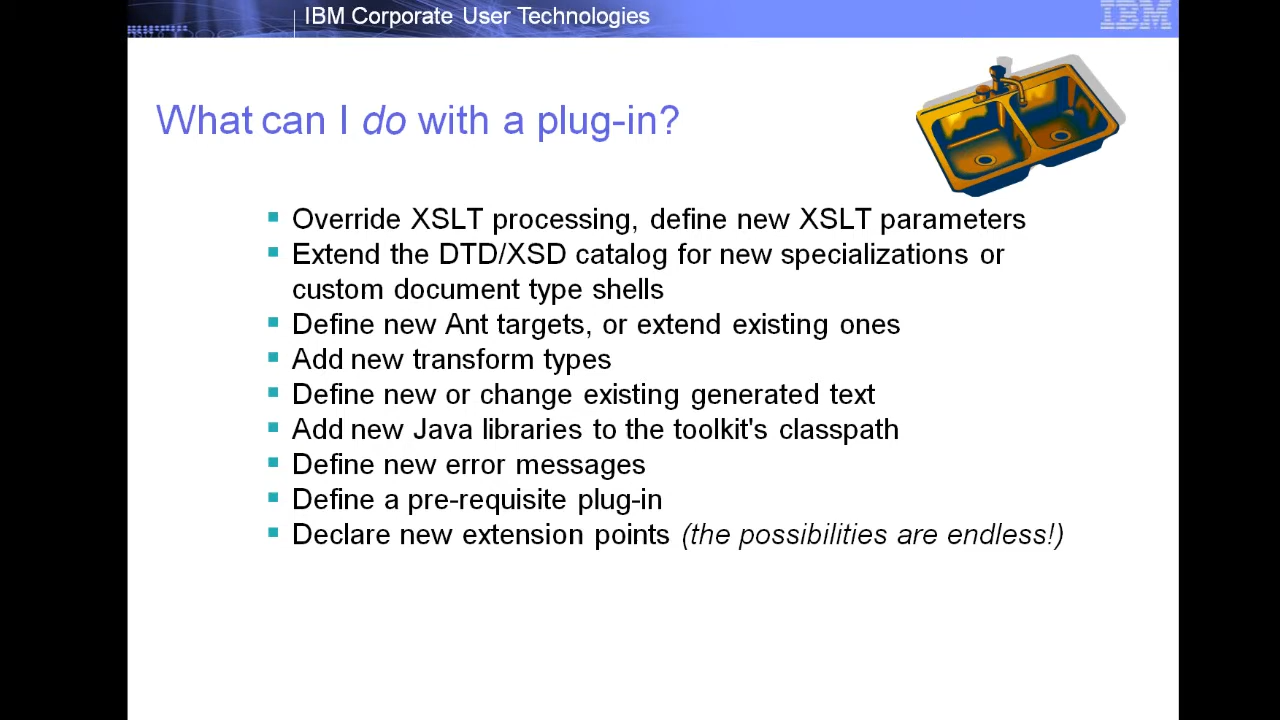 IBM Corporate User Technologies
IBM
What can I do with a plug-in?
Override XSLT processing, define new XSLT parameters
Extend the DTD/XSD catalog for new specializations or
custom document type shells
Define new Ant targets, or extend existing ones
Add new transform types
Define new or change existing generated text
Add new Java libraries to the toolkit's classpath
Define new error messages
Define a pre-requisite plug-in
Declare new extension points (the possibilities are endless!)